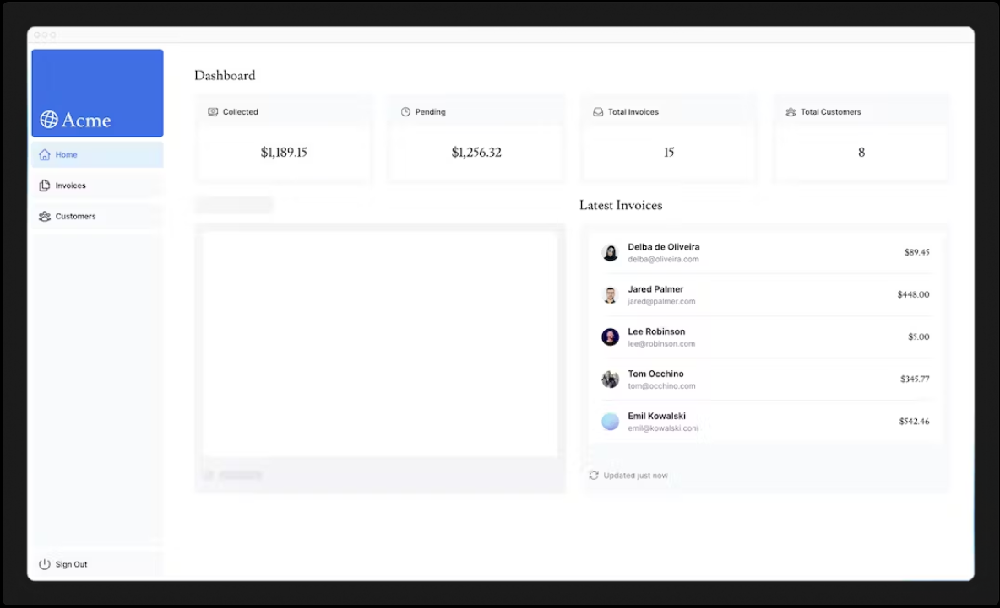 Acme
Home
Invoices
Customers
Sign Out
Dashboard
Collected
$1,189.15
Pending
$1,256.32
Total Invoices
15
Total Customers
8
Latest Invoices
Delba de Oliveira
delba@oliveira.com
$89.45
Jared Palmer
jared@palmer.com
$448.00
Lee Robinson
lee@robinson.com
$5.00
Tom Occhino
tom@occhino.com
$345.77
Emil Kowalski
emil@kowalski.com
$542.46
Updated just now